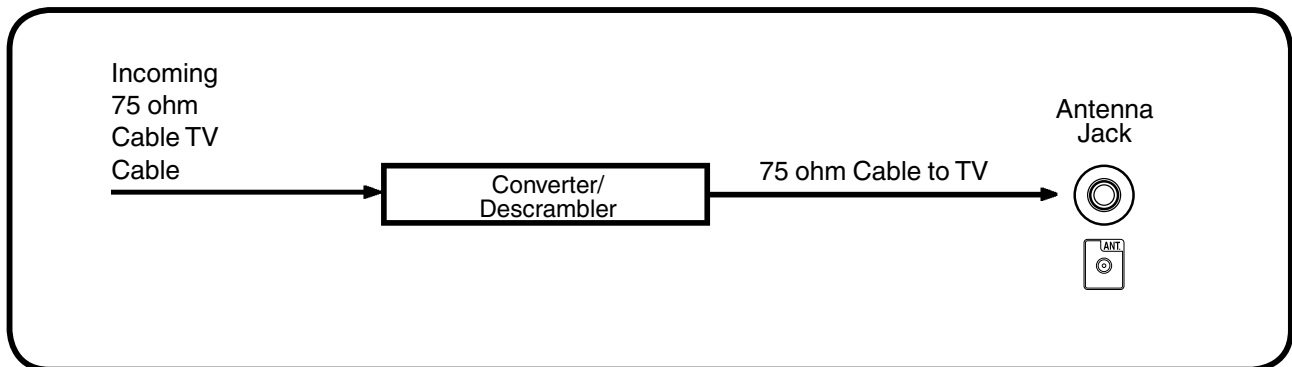 Incoming
75 ohm
Cable TV
Cable
Converter/
Descrambler
75 ohm Cable to TV
Antenna
Jack
ANT.